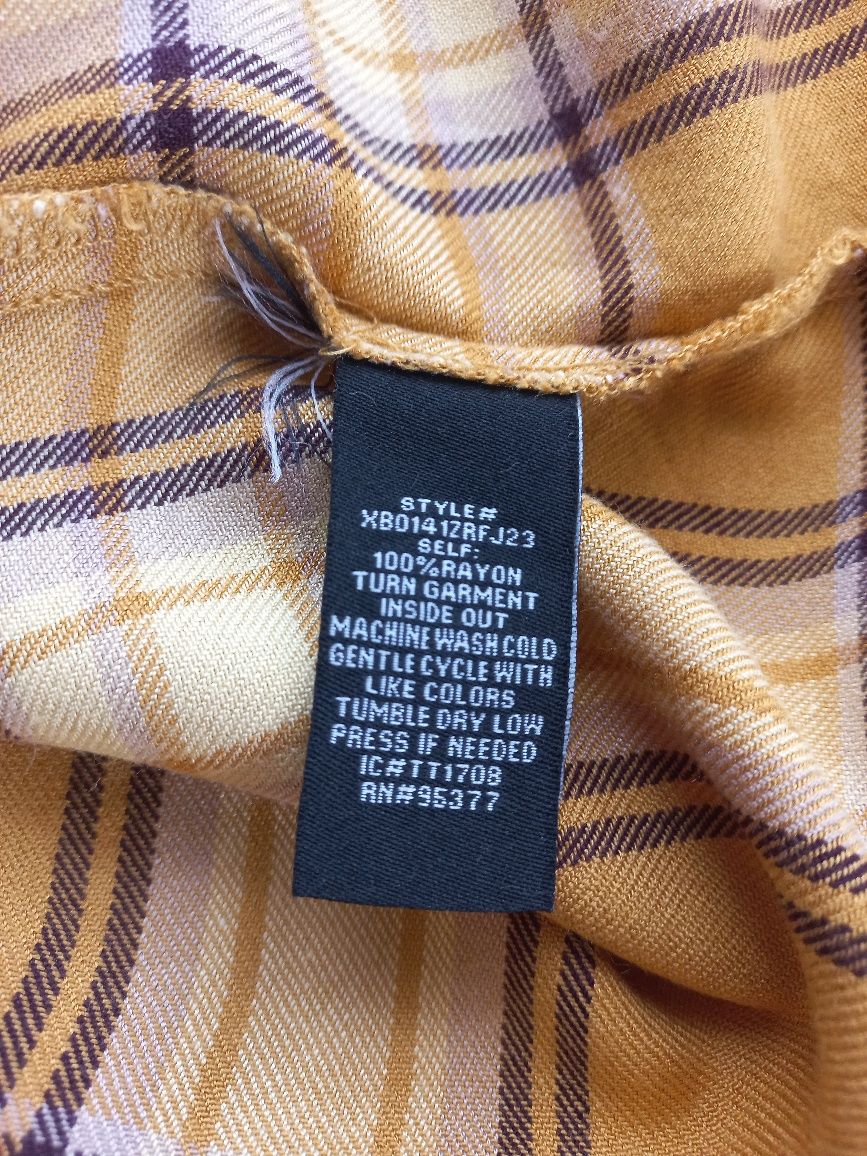 STYLE#
XB01412RFJ23
SELF:
100%RAYON
TURN GARMENT
INSIDE OUT
MACHINE WASH COLD
GENTLE CYCLE WITH
LIKE COLORS
TUMBLE DRY LOW
PRESS IF NEEDED
IC#TT1708
RN#95377